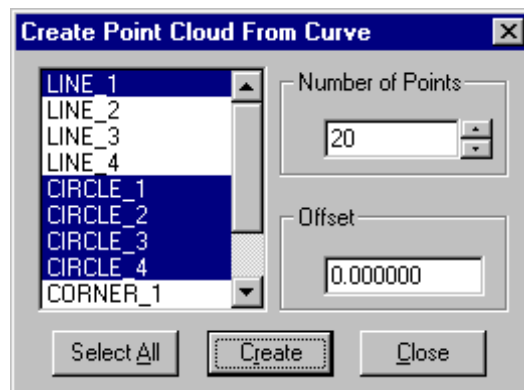 Create Point Cloud From Curve
LINE_1
LINE_2
LINE_3
LINE_4
CIRCLE_1
CIRCLE_2
CIRCLE_3
CIRCLE_4
CORNER_1
Number of Points
20
Offset
0.000000
Select All
Create
Close